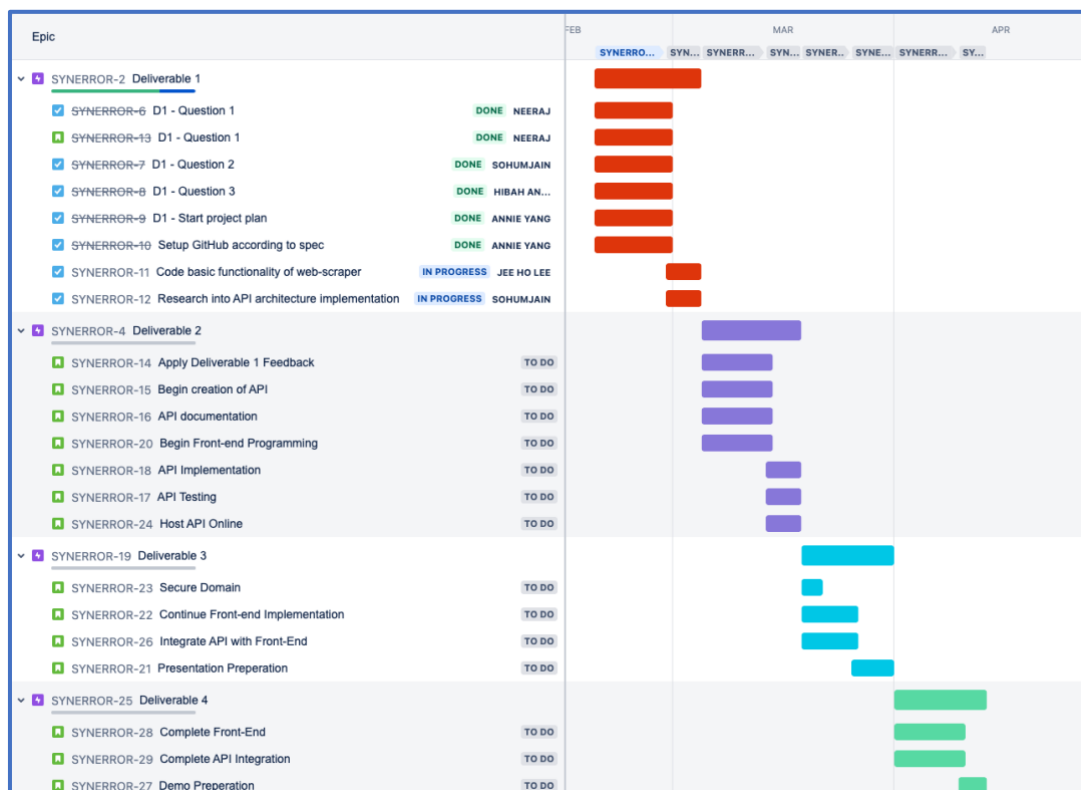 Epic
FEB MAR APR
SYNERRO... SYN... SYNERR... SYN... SYNER... SYNE... SYNERR... SY...
SYNERROR-2 Deliverable 1
SYNERROR-6 D1 - Question 1 DONE NEERAJ
SYNERROR-13 D1 - Question 1 DONE NEERAJ
SYNERROR-7 D1 - Question 2 DONE SOHUMJAIN
SYNERROR-8 D1 - Question 3 DONE HIBAH AN...
SYNERROR-9 D1 - Start project plan DONE ANNIE YANG
SYNERROR-10 Setup GitHub according to spec DONE ANNIE YANG
SYNERROR-11 Code basic functionality of web-scraper IN PROGRESS JEE HO LEE
SYNERROR-12 Research into API architecture implementation IN PROGRESS SOHUMJAIN
SYNERROR-4 Deliverable 2
SYNERROR-14 Apply Deliverable 1 Feedback TO DO
SYNERROR-15 Begin creation of API TO DO
SYNERROR-16 API documentation TO DO
SYNERROR-20 Begin Front-end Programming TO DO
SYNERROR-18 API Implementation TO DO
SYNERROR-17 API Testing TO DO
SYNERROR-24 Host API Online TO DO
SYNERROR-19 Deliverable 3
SYNERROR-23 Secure Domain TO DO
SYNERROR-22 Continue Front-end Implementation TO DO
SYNERROR-26 Integrate API with Front-End TO DO
SYNERROR-21 Presentation Preperation TO DO
SYNERROR-25 Deliverable 4
SYNERROR-28 Complete Front-End TO DO
SYNERROR-29 Complete API Integration TO DO
SYNERROR-27 Demo Preperation TO DO